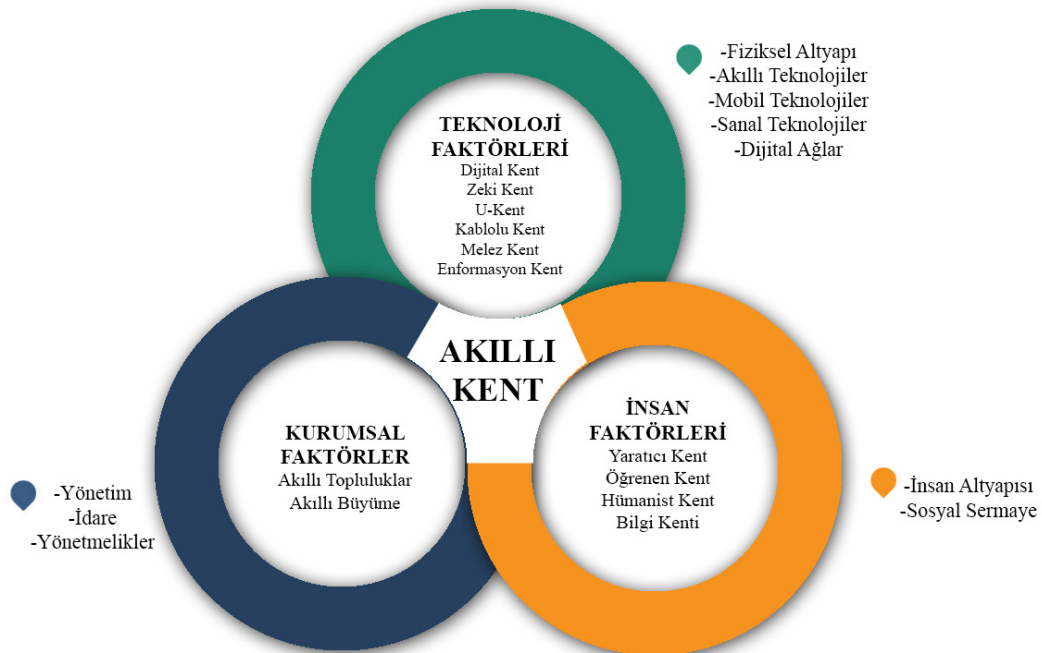 TEKNOLOJİ
FAKTÖRLERİ
Dijital Kent
Zeki Kent
U-Kent
Kablolu Kent
Melez Kent
Enformasyon Kent
-Fiziksel Altyapı
-Akıllı Teknolojiler
-Mobil Teknolojiler
-Sanal Teknolojiler
-Dijital Ağlar
AKILLI
KENT
KURUMSAL
FAKTÖRLER
Akıllı Topluluklar
Akıllı Büyüme
-Yönetim
-İdare
-Yönetmelikler
İNSAN
FAKTÖRLERİ
Yaratıcı Kent
Öğrenen Kent
Hümanist Kent
Bilgi Kenti
-İnsan Altyapısı
-Sosyal Sermaye